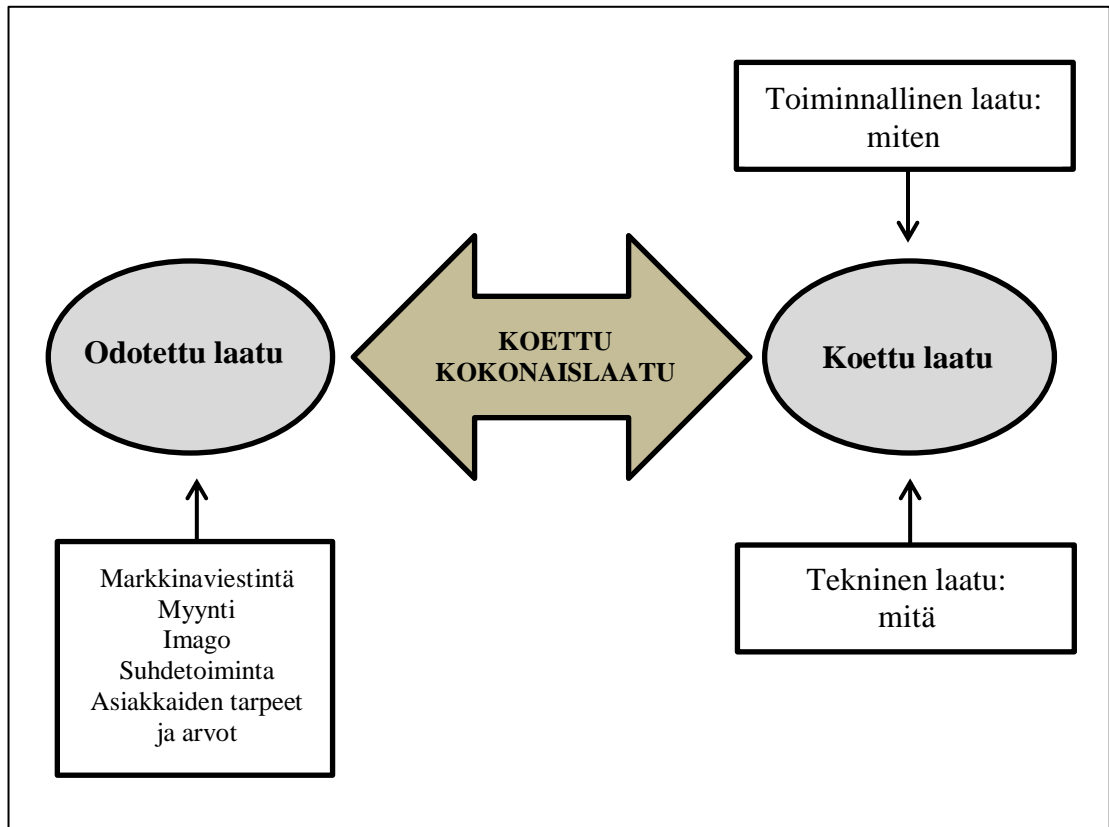 Toiminnallinen laatu:
miten
Odotettu laatu
KOETTU
KOKONAISLAATU
Koettu laatu
Markkinaviestintä
Myynti
Imago
Suhdetoiminta
Asiakkaiden tarpeet
ja arvot
Tekninen laatu:
mitä